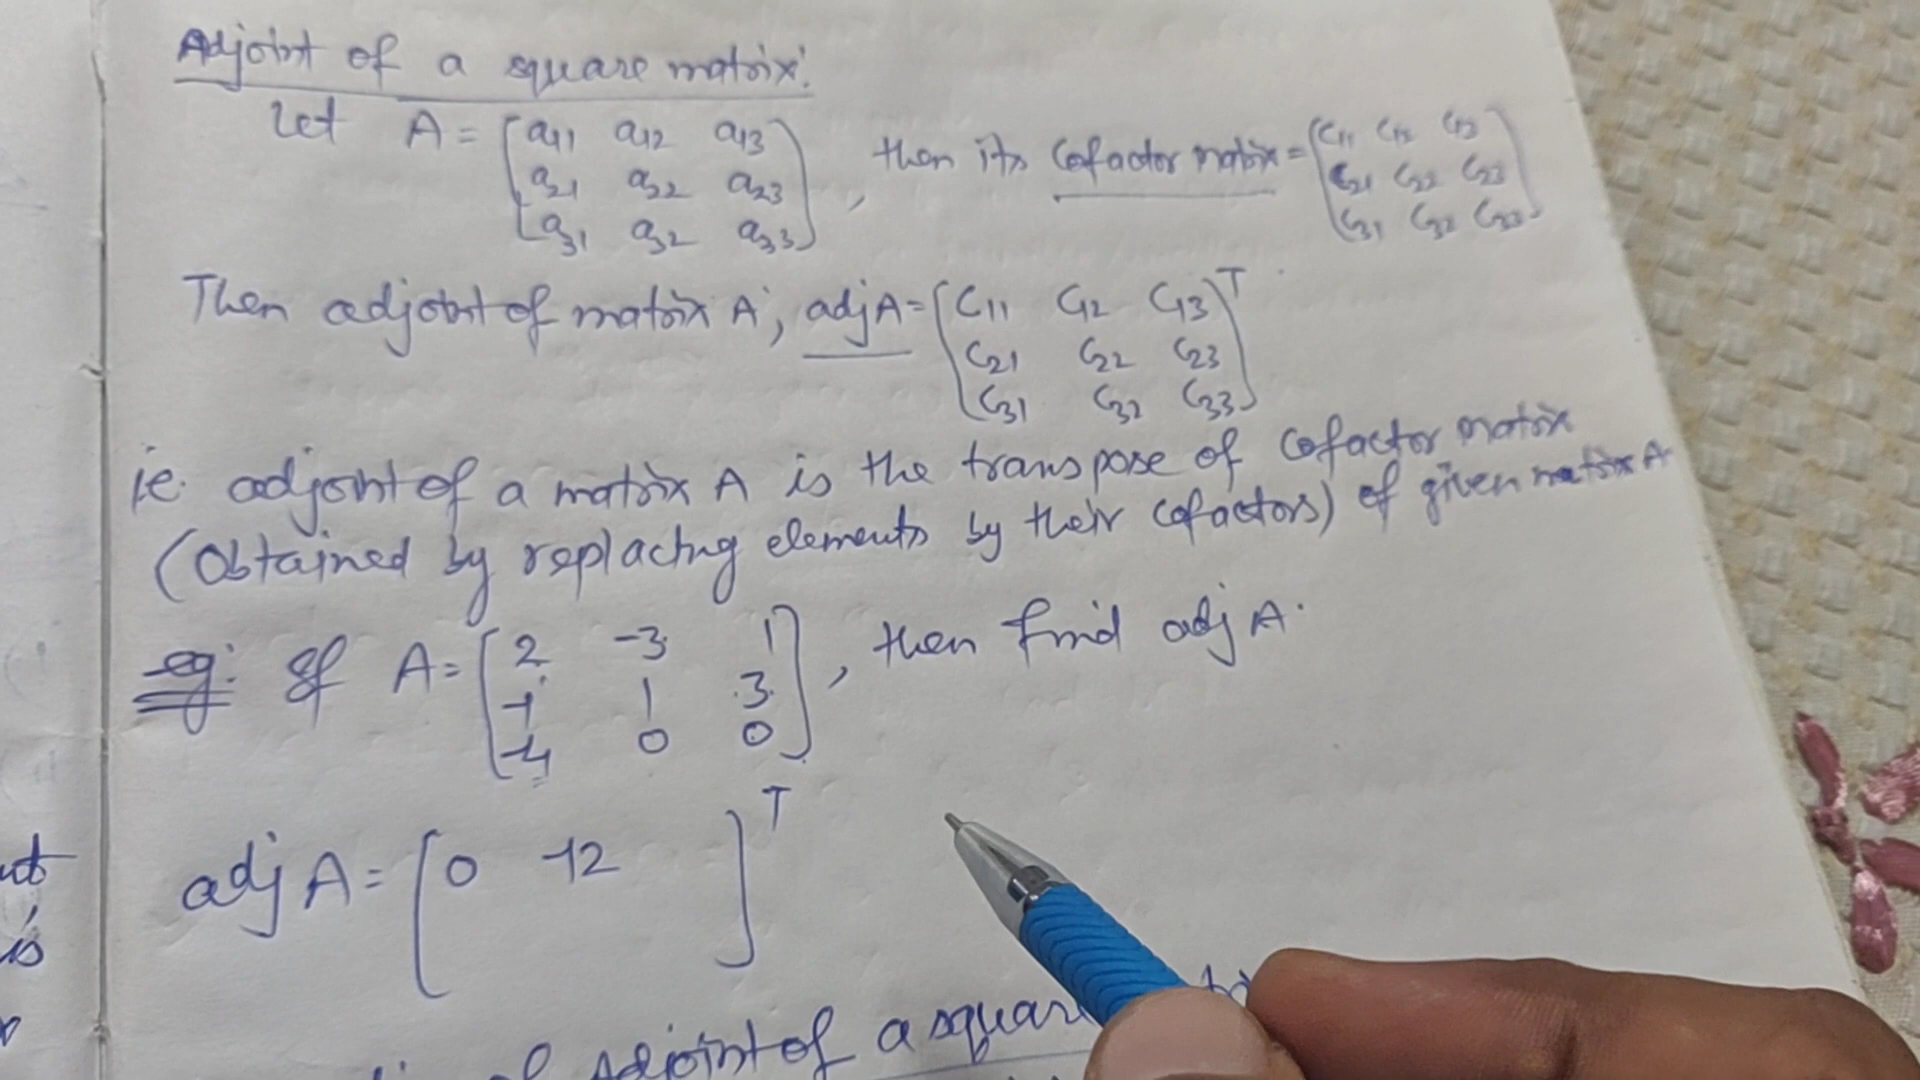 Adjoint of a square matrix:
Let A = [a11 a12 a13
a21 a22 a23
a31 a32 a33], then its Cofactor matrix = [C11 C12 C13
C21 C22 C23
C31 C32 C33]
Then adjoint of matrix A, adjA = [C11 C12 C13
C21 C22 C23
C31 C32 C33]T
ie. adjoint of a matrix A is the transpose of Cofactor matrix
(obtained by replacing elements by their cofactors) of given matrix A
eg: If A = [2 -3 1
-1 1 3
-4 0 0], then find adj A.
adj A = [0 -12 ]T
Adjoint of a square